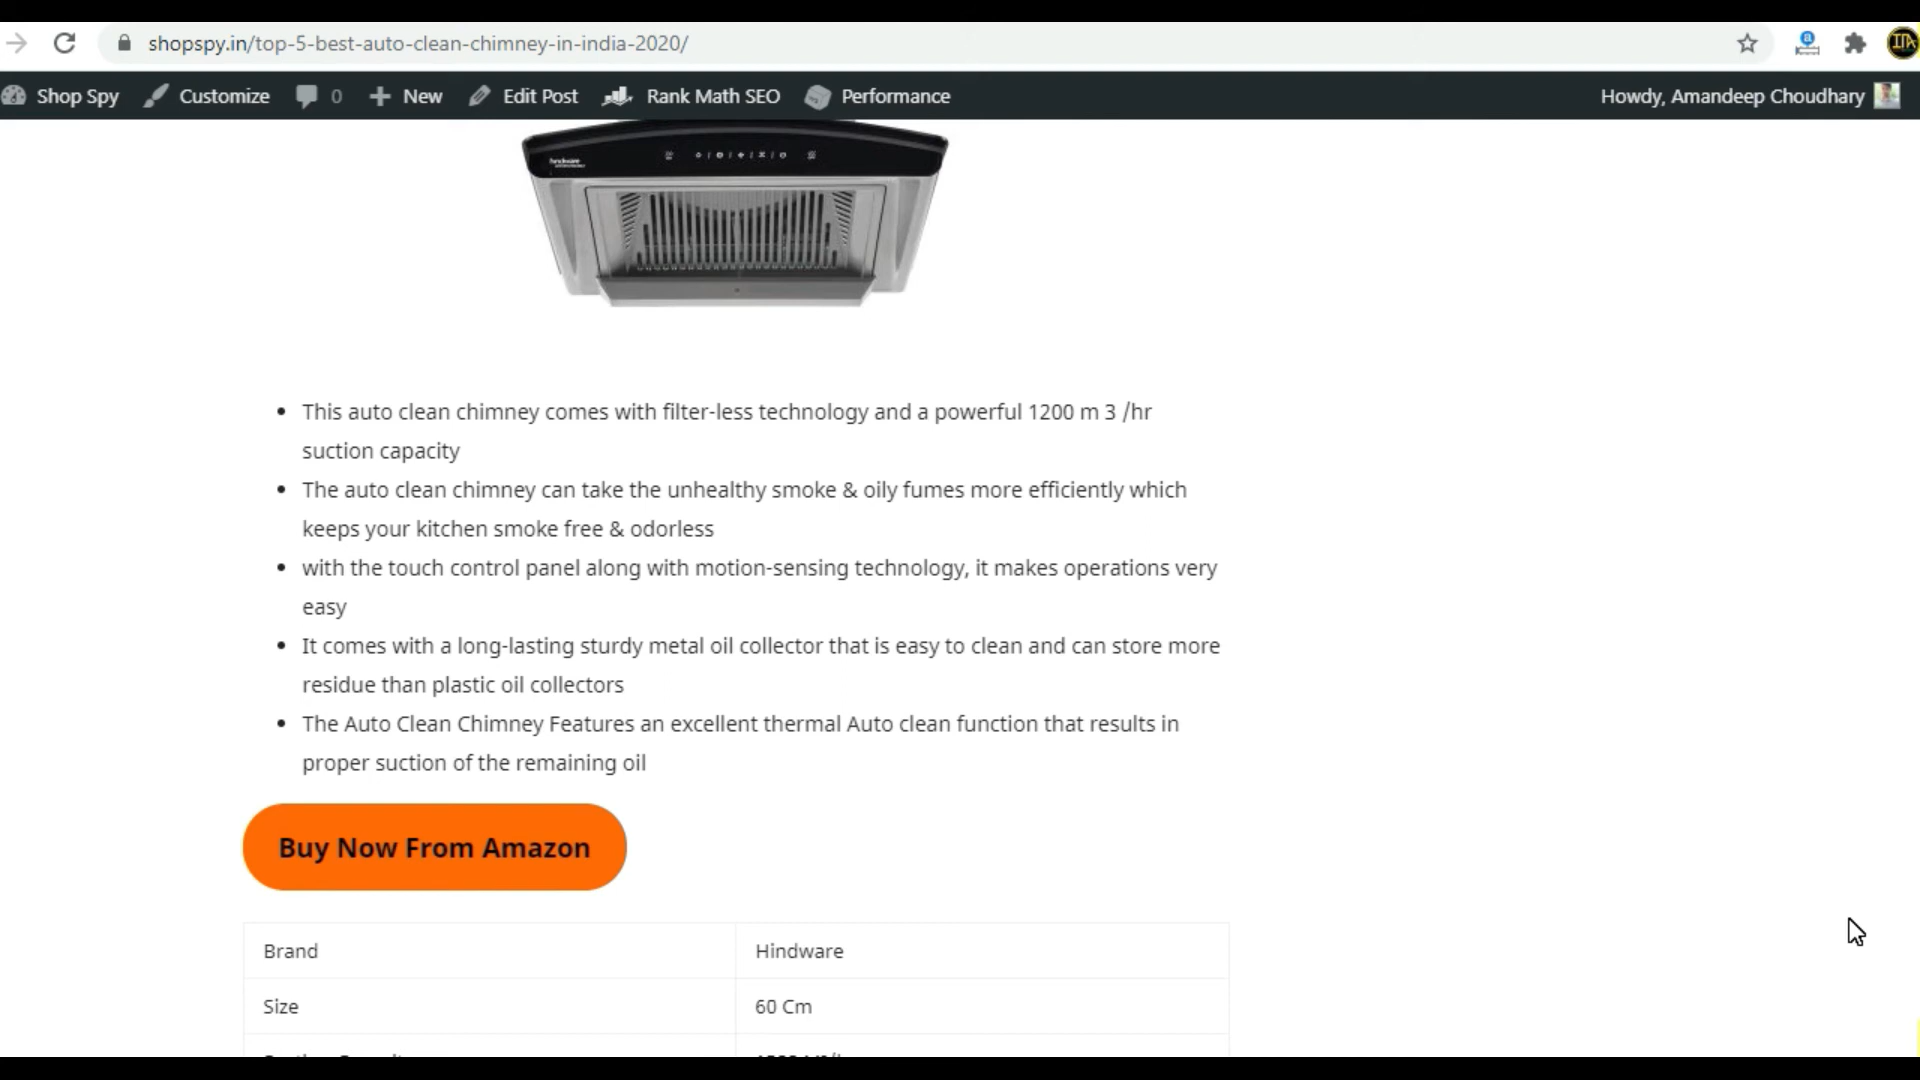 shopspy.in/top-5-best-auto-clean-chimney-in-india-2020/
Shop Spy Customize 0 New Edit Post Rank Math SEO Performance Howdy, Amandeep Choudhary
hindware
This auto clean chimney comes with filter-less technology and a powerful 1200 m 3 /hr
suction capacity
The auto clean chimney can take the unhealthy smoke & oily fumes more efficiently which
keeps your kitchen smoke free & odorless
with the touch control panel along with motion-sensing technology, it makes operations very
easy
It comes with a long-lasting sturdy metal oil collector that is easy to clean and can store more
residue than plastic oil collectors
The Auto Clean Chimney Features an excellent thermal Auto clean function that results in
proper suction of the remaining oil
Buy Now From Amazon
Brand Hindware
Size 60 Cm